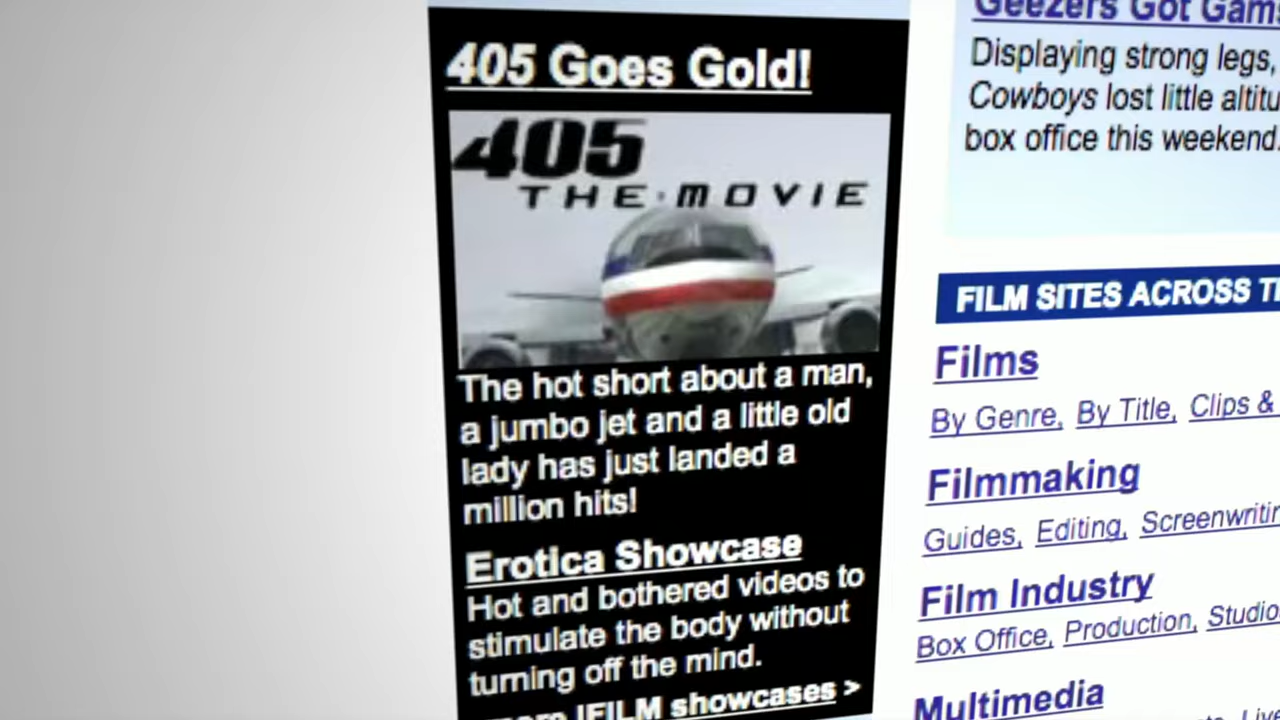 405 Goes Gold!
405
THE·MOVIE
The hot short about a man,
a jumbo jet and a little old
lady has just landed a
million hits!
Erotica Showcase
Hot and bothered videos to
stimulate the body without
turning off the mind.
IFILM showcases >
Geezers Got
Displaying strong legs,
Cowboys lost little
box office this weekend.
FILM SITES ACROSS
Films
By Genre, By Title, Clips &
Filmmaking
Guides, Editing,
Film Industry
Box Office, Production,
Multimedia